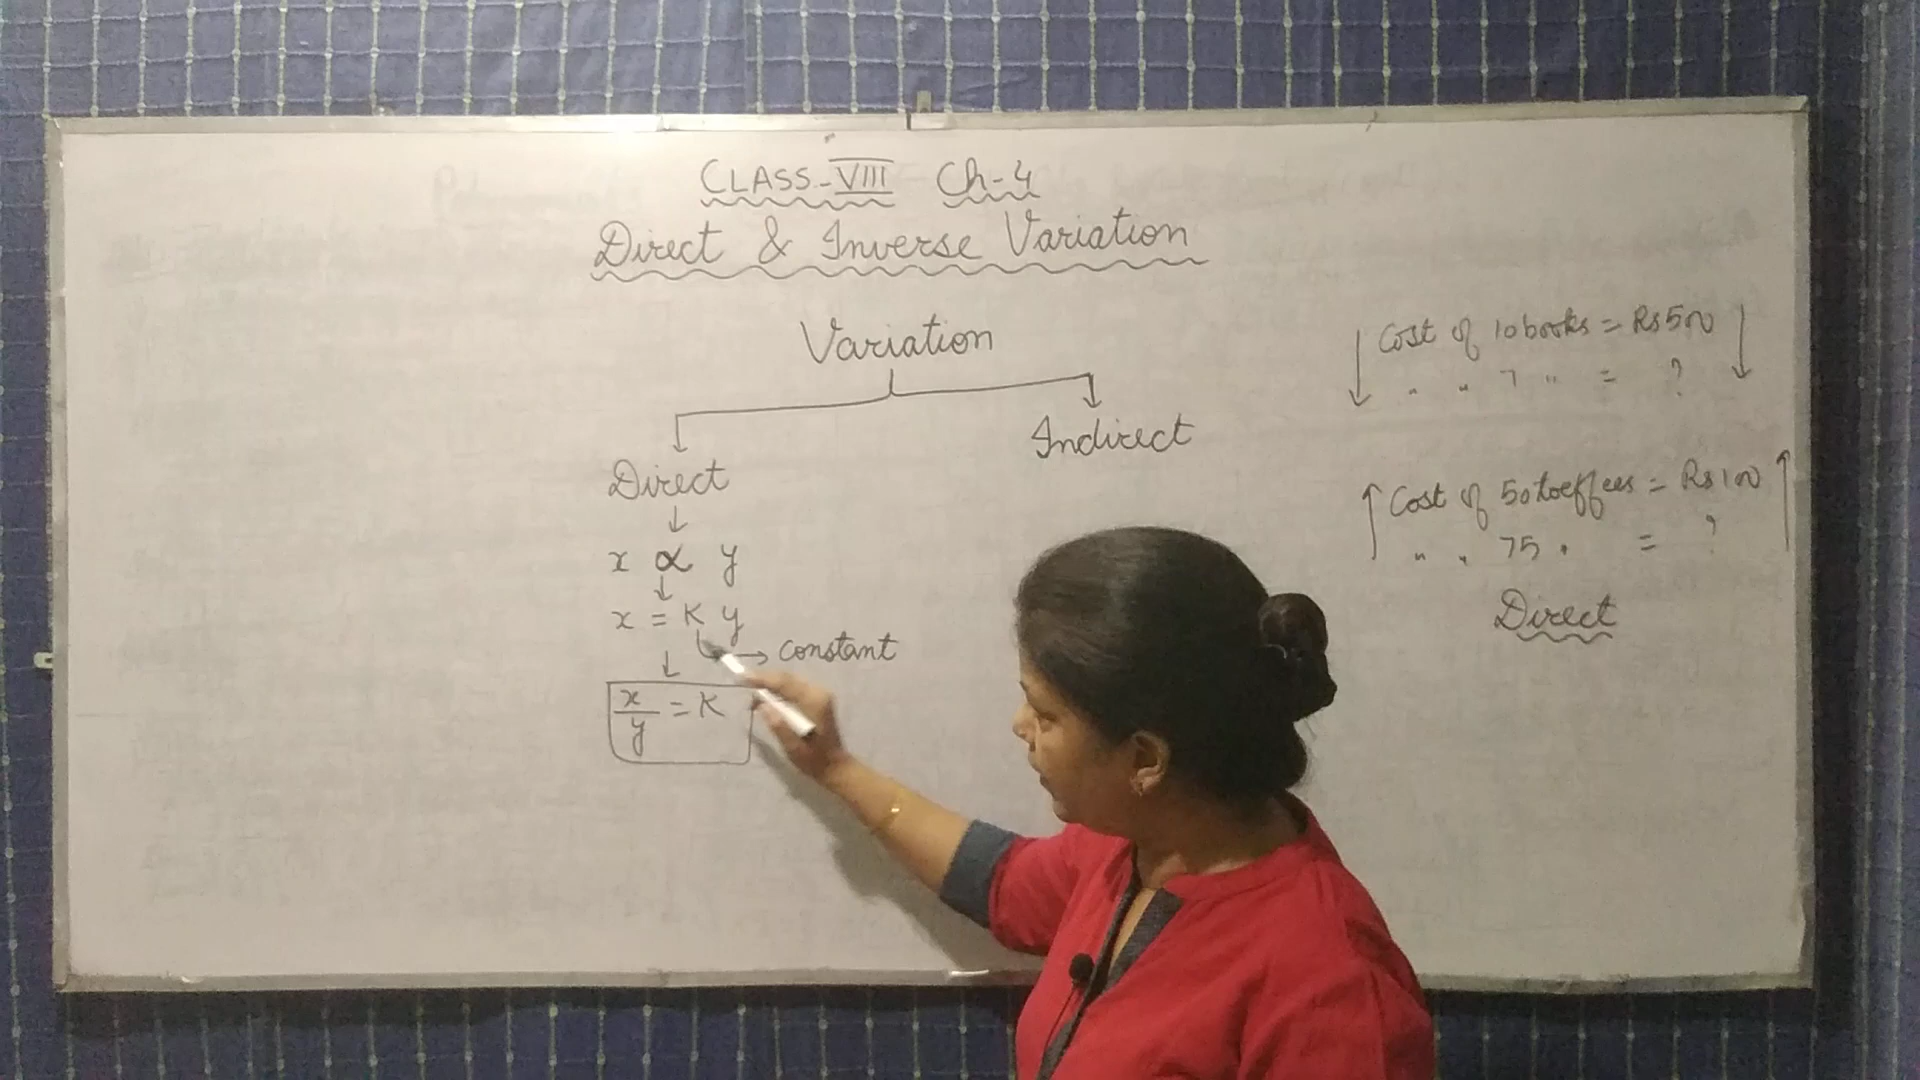 CLASS-VIII Ch-4
Direct & Inverse Variation
Variation
Direct
x ∝ y
x = K y
→ constant
x/y = K
Indirect
Cost of 10 books = Rs 500
" " 7 " = ?
Cost of 50 toeffees = Rs 100
" " 75 " = ?
Direct